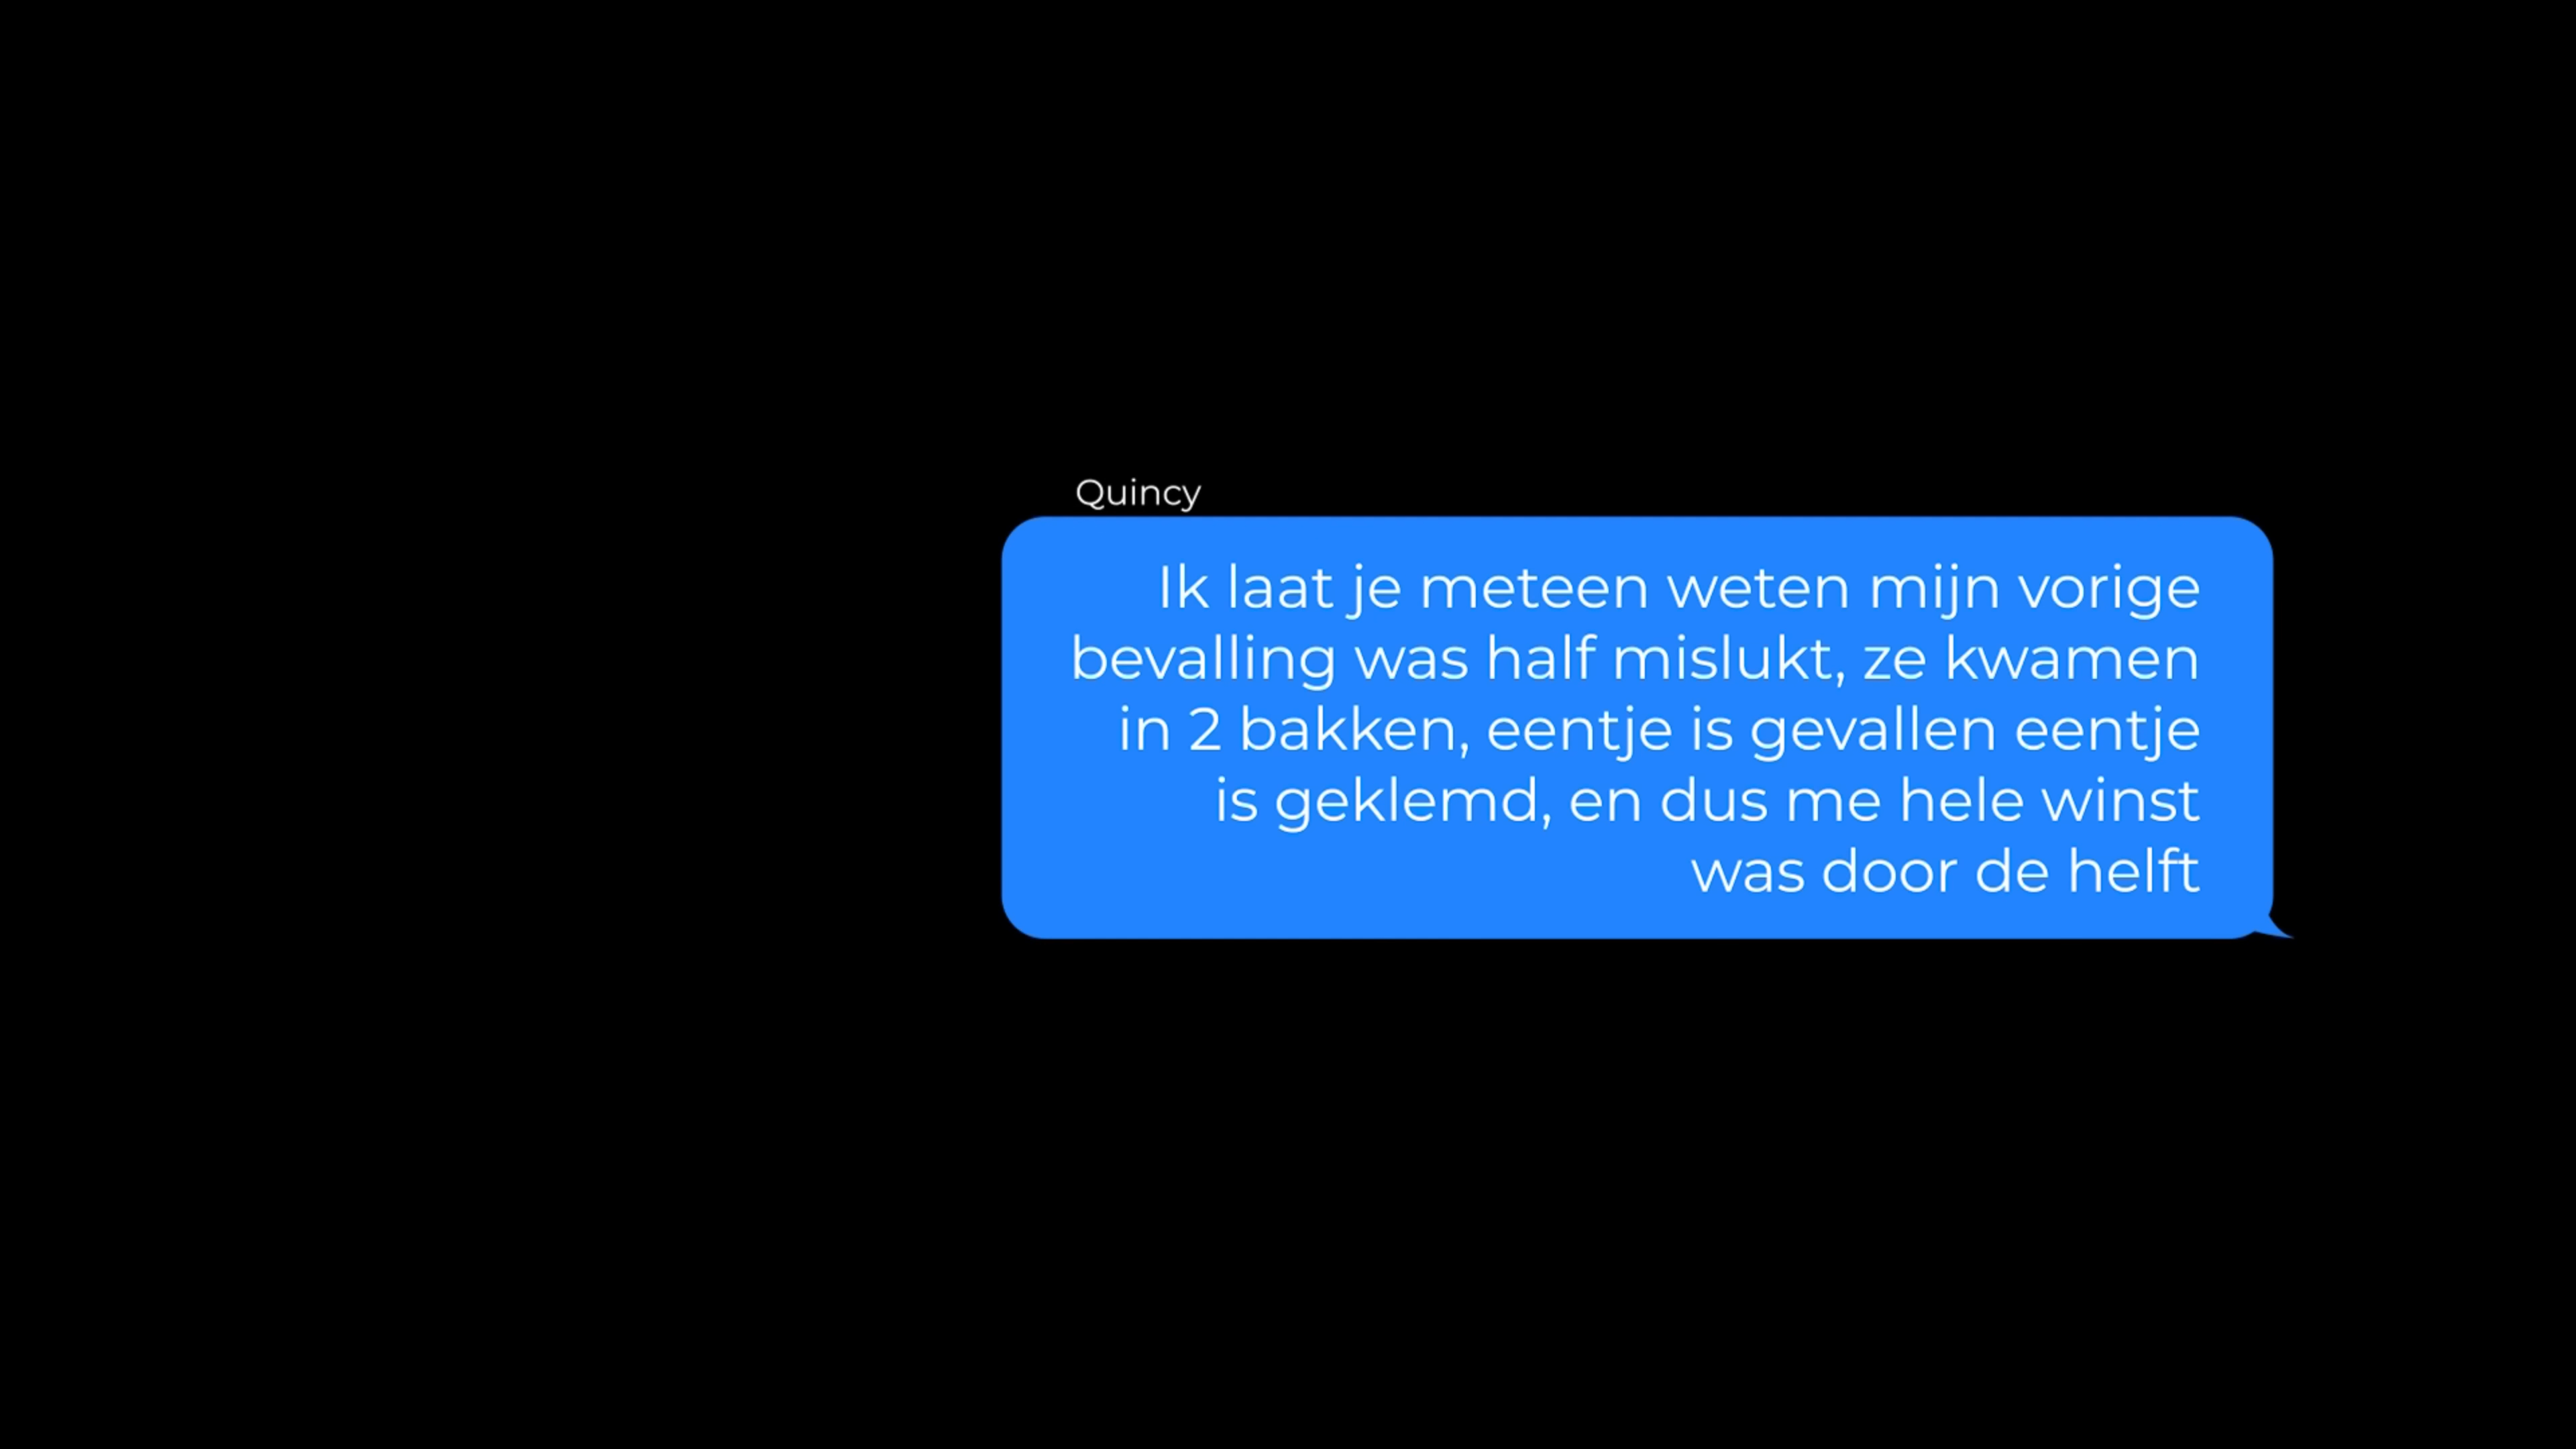 Quincy
Ik laat je meteen weten mijn vorige
bevalling was half mislukt, ze kwamen
in 2 bakken, eentje is gevallen eentje
is geklemd, en dus me hele winst
was door de helft